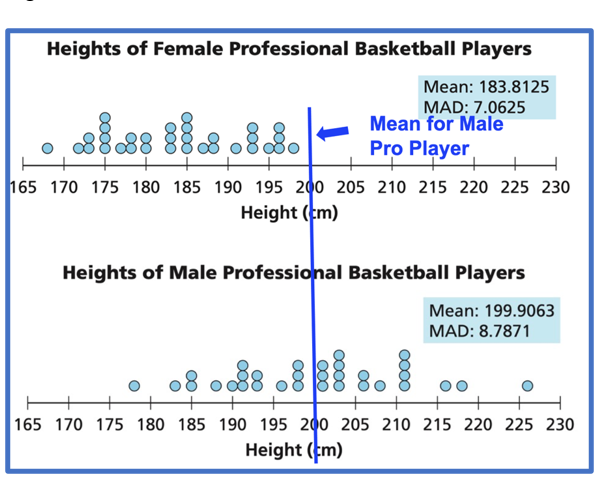 Heights of Female Professional Basketball Players
Mean: 183.8125
MAD: 7.0625
Mean for Male
Pro Player
165 170 175 180 185 190 195 200 205 210 215 220 225 230
Height (cm)
Heights of Male Professional Basketball Players
Mean: 199.9063
MAD: 8.7871
165 170 175 180 185 190 195 200 205 210 215 220 225 230
Height (cm)